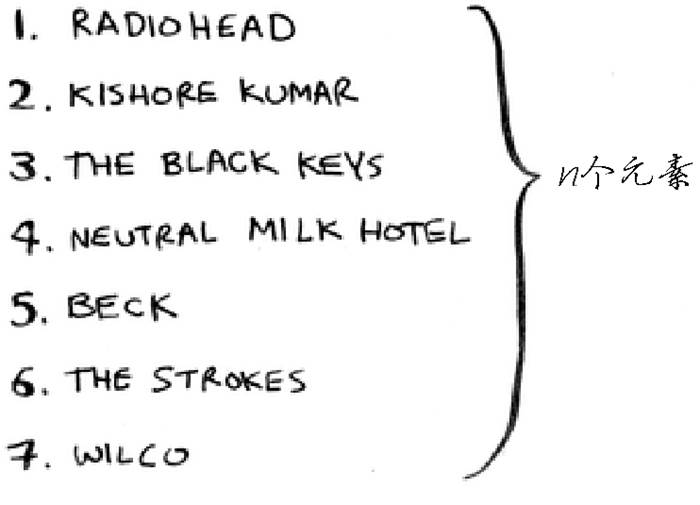 1. RADIOHEAD
2. KISHORE KUMAR
3. THE BLACK KEYS
4. NEUTRAL MILK HOTEL
5. BECK
6. THE STROKES
7. WILCO
n个元素